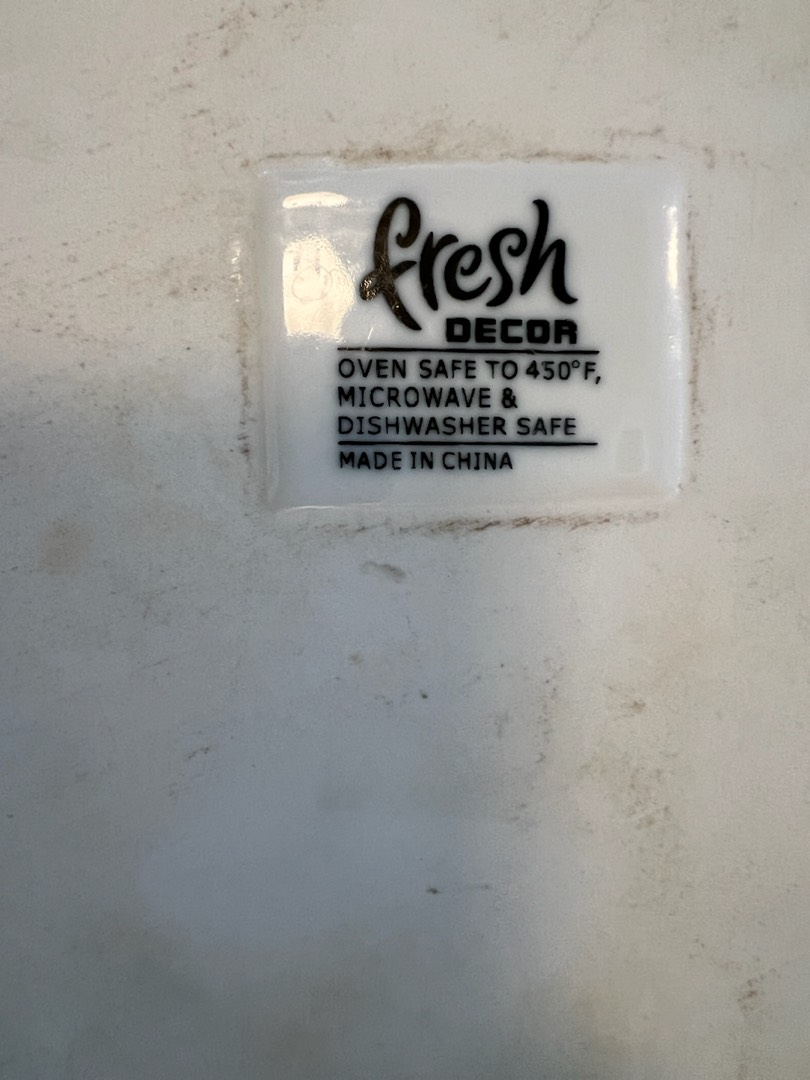 fresh
DECOR
OVEN SAFE TO 450°F,
MICROWAVE &
DISHWASHER SAFE
MADE IN CHINA